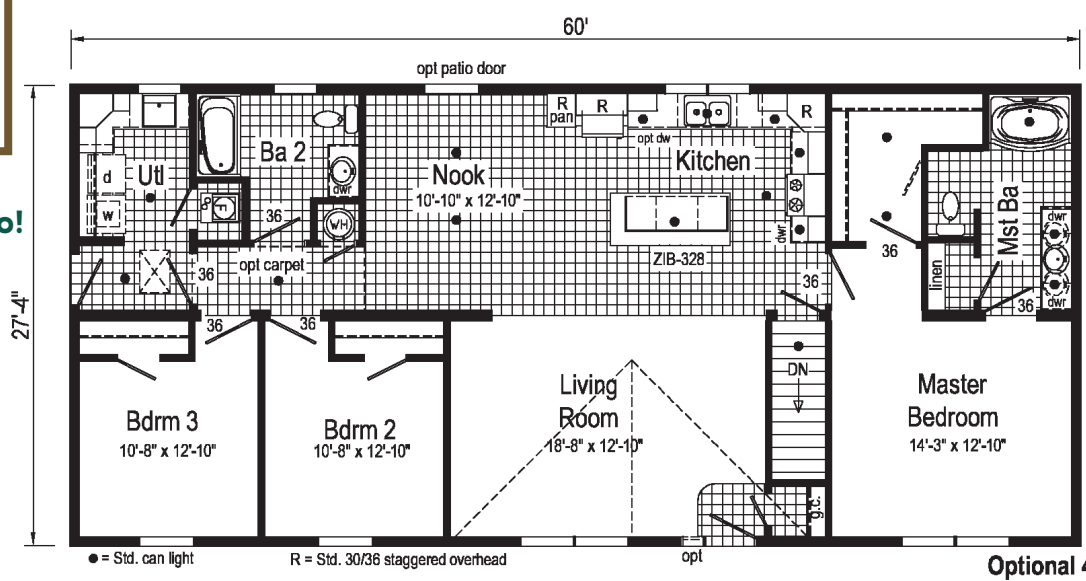 60'
opt patio door
27'-4"
o!
Utl
d
w
x
Ba 2
dwr
F
WH
36
36
opt carpet
36
36
Nook
10'-10" x 12'-10"
R
pan
R
opt dw
R
Kitchen
dwr
ZIB-328
36
36
linen
Mst Ba
dwr
dwr
36
Bdrm 3
10'-8" x 12'-10"
Bdrm 2
10'-8" x 12'-10"
Living
Room
18'-8" x 12'-10"
DN
g.c.
Master
Bedroom
14'-3" x 12'-10"
● = Std. can light
R = Std. 30/36 staggered overhead
opt
Optional 4